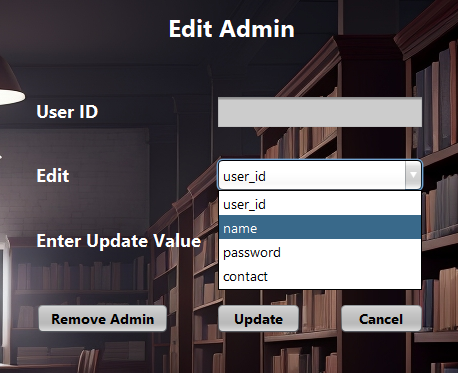 Edit Admin
User ID
Edit
user_id
user_id
name
Enter Update Value
password
contact
Remove Admin
Update
Cancel